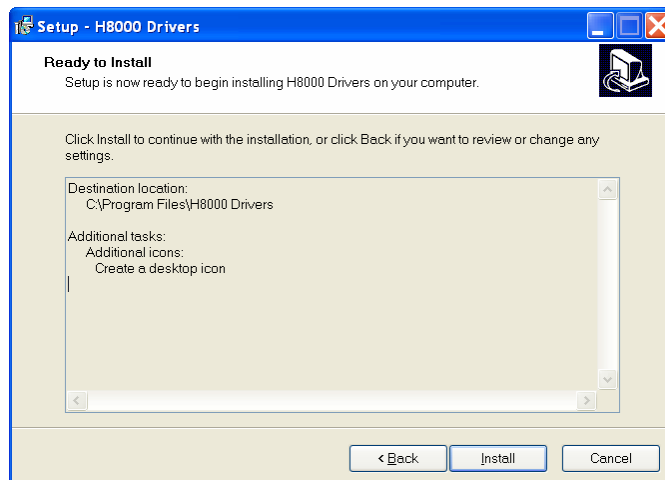 Setup - H8000 Drivers
Ready to Install
Setup is now ready to begin installing H8000 Drivers on your computer.
Click Install to continue with the installation, or click Back if you want to review or change any
settings.
Destination location:
C:\Program Files\H8000 Drivers
Additional tasks:
Additional icons:
Create a desktop icon
< Back
Install
Cancel